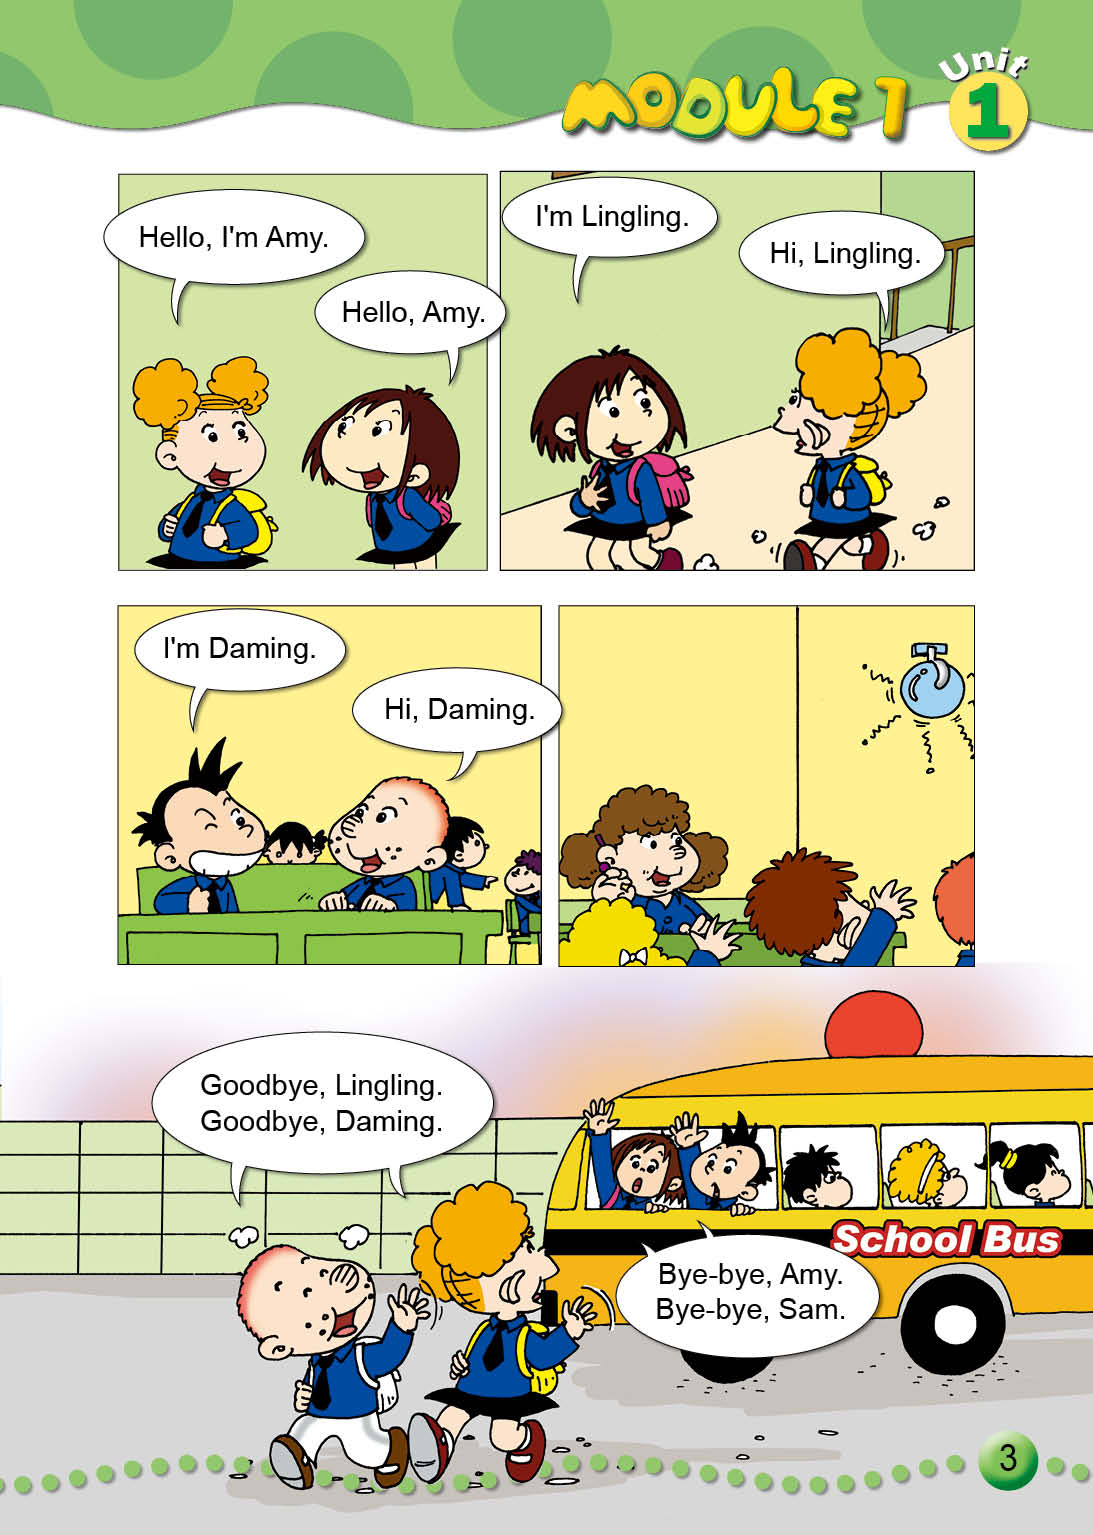 MODULE 1
Unit
1
Hello, I'm Amy.
Hello, Amy.
I'm Lingling.
Hi, Lingling.
I'm Daming.
Hi, Daming.
Goodbye, Lingling.
Goodbye, Daming.
School Bus
Bye-bye, Amy.
Bye-bye, Sam.
3